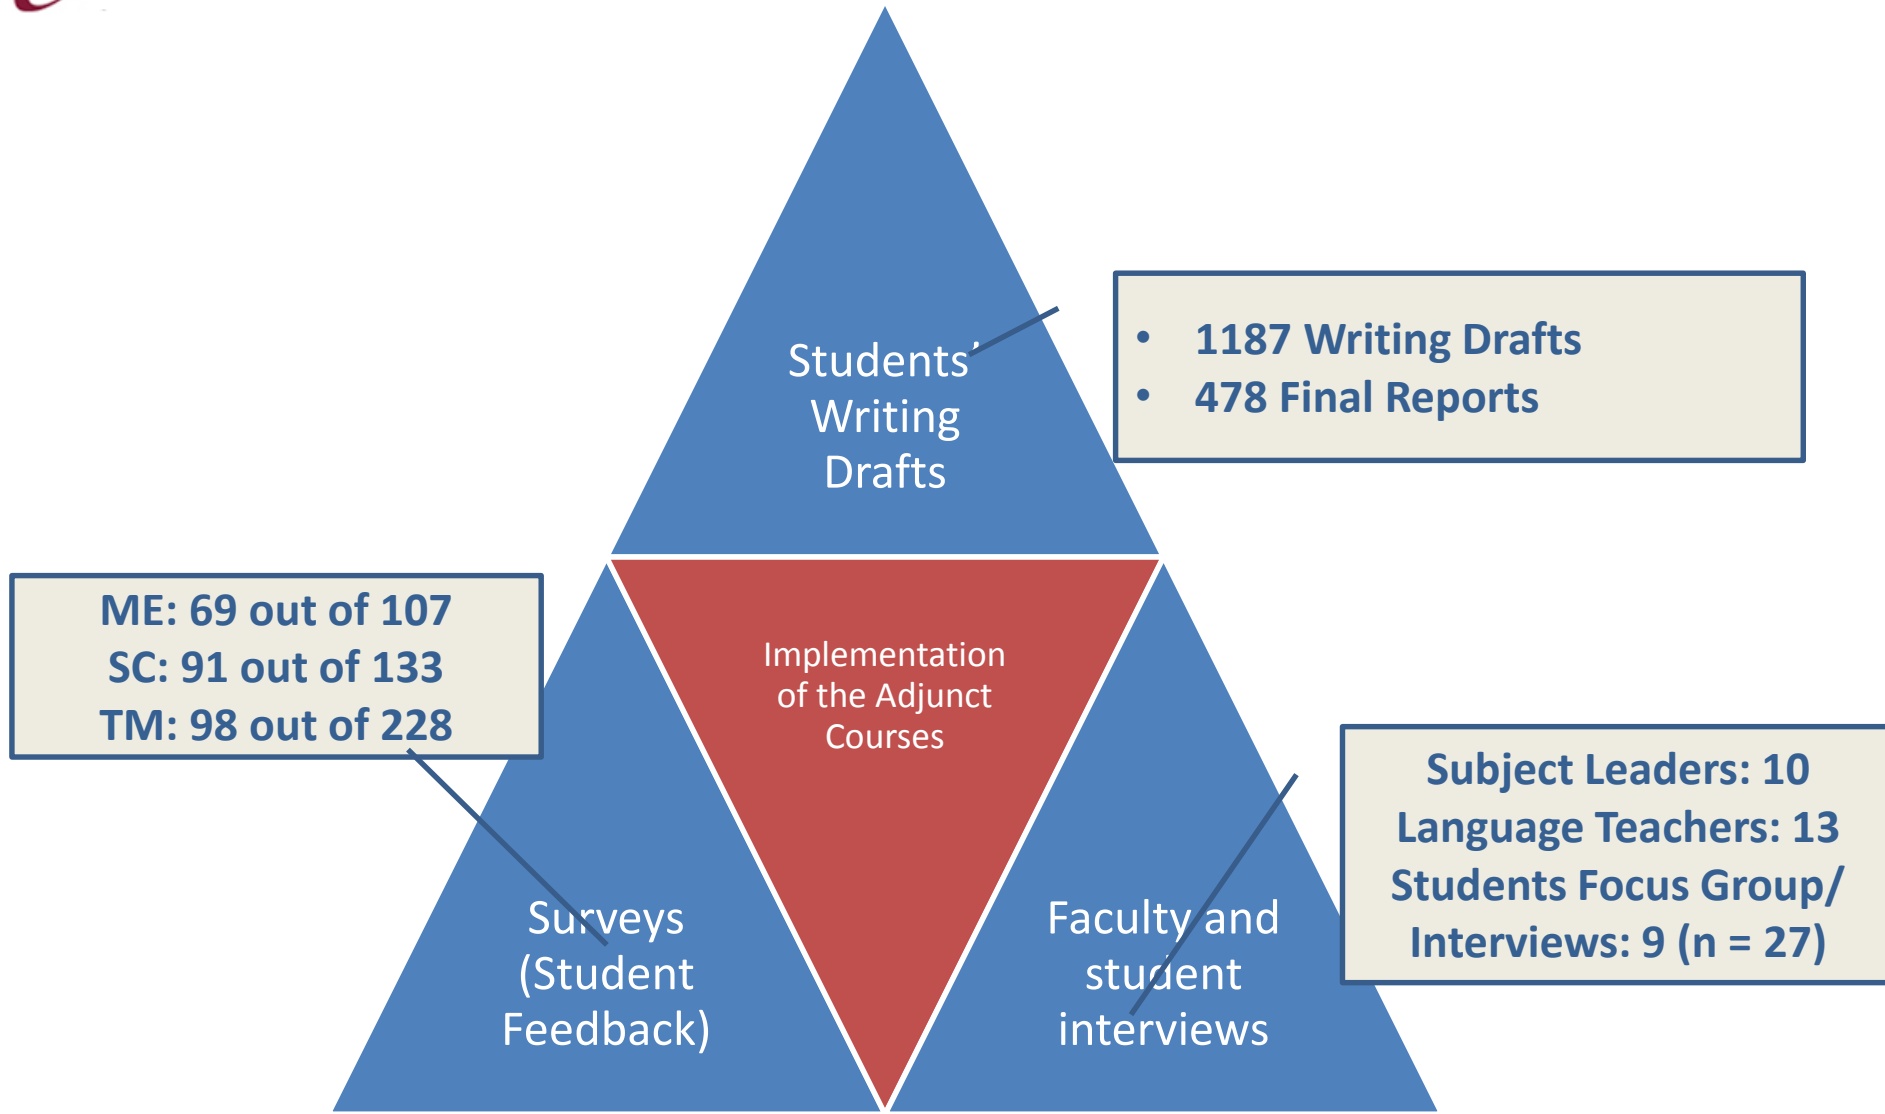 Students'
Writing
Drafts
• 1187 Writing Drafts
• 478 Final Reports
ME: 69 out of 107
SC: 91 out of 133
TM: 98 out of 228
Implementation
of the Adjunct
Courses
Subject Leaders: 10
Language Teachers: 13
Students Focus Group/
Interviews: 9 (n = 27)
Surveys
(Student
Feedback)
Faculty and
student
interviews